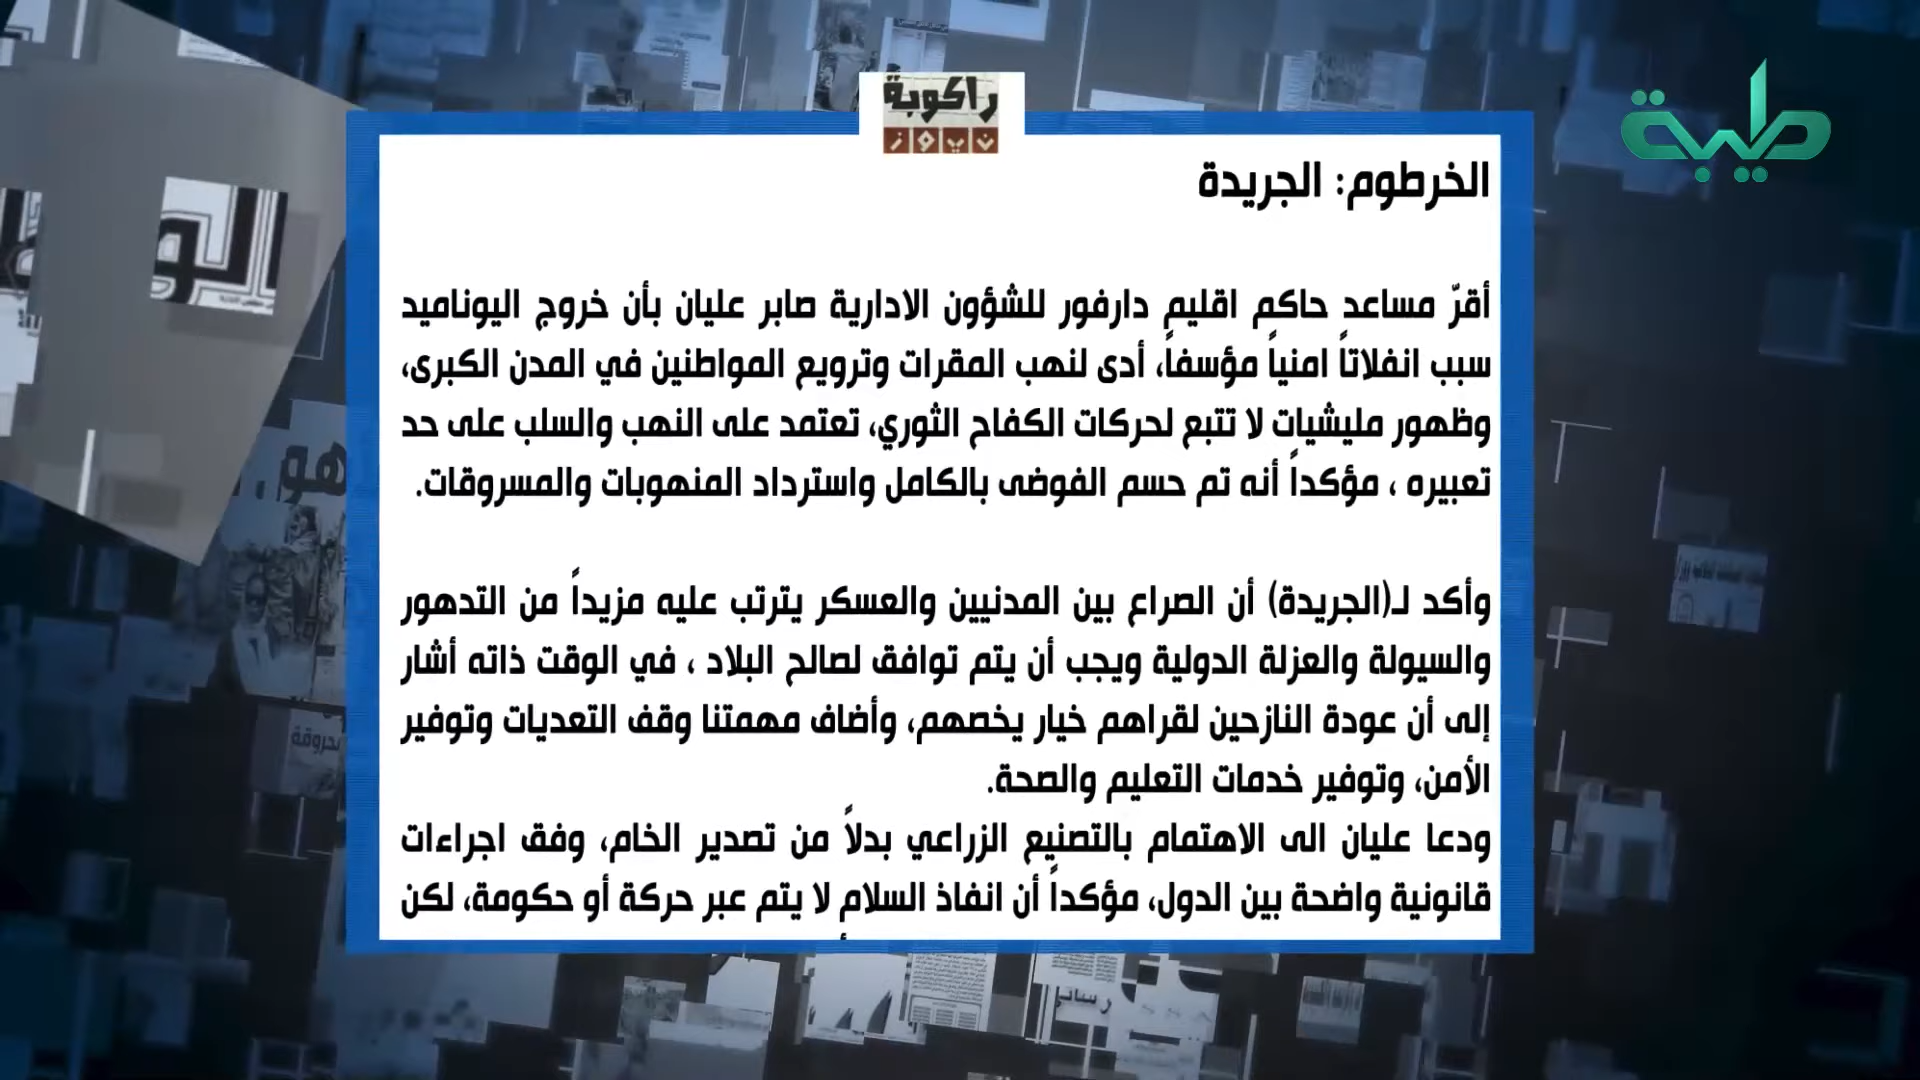 راكوبة
نيوز
طيبة
الخرطوم: الجريدة
أقرّ مساعد حاكم اقليم دارفور للشؤون الادارية صابر عليان بأن خروج اليوناميد
سبب انفلاتاً امنياً مؤسفاً، أدى لنهب المقرات وترويع المواطنين في المدن الكبرى،
وظهور مليشيات لا تتبع لحركات الكفاح الثوري، تعتمد على النهب والسلب على حد
تعبيره ، مؤكداً أنه تم حسم الفوضى بالكامل واسترداد المنهوبات والمسروقات.
وأكد لـ(الجريدة) أن الصراع بين المدنيين والعسكر يترتب عليه مزيداً من التدهور
والسيولة والعزلة الدولية ويجب أن يتم توافق لصالح البلاد ، في الوقت ذاته أشار
إلى أن عودة النازحين لقراهم خيار يخصهم، وأضاف مهمتنا وقف التعديات وتوفير
الأمن، وتوفير خدمات التعليم والصحة.
ودعا عليان الى الاهتمام بالتصنيع الزراعي بدلاً من تصدير الخام، وفق اجراءات
قانونية واضحة بين الدول، مؤكداً أن انفاذ السلام لا يتم عبر حركة أو حكومة، لكن